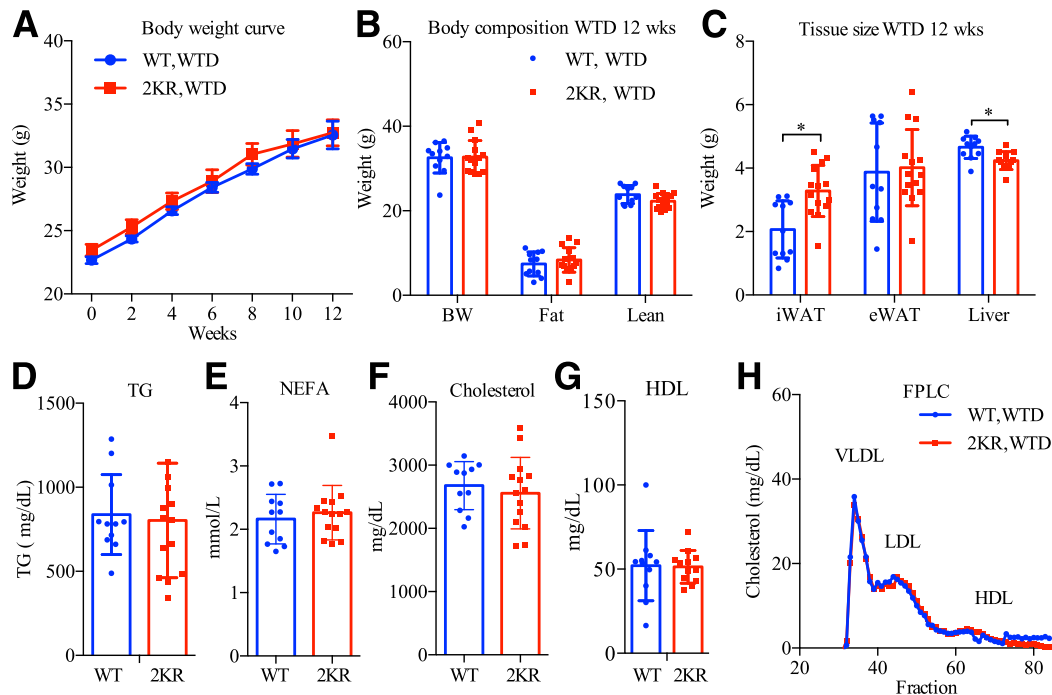 A
Body weight curve
WT,WTD
2KR,WTD
Weight (g)
40
35
30
25
20
0 2 4 6 8 10 12
Weeks
B
Body composition WTD 12 wks
WT, WTD
2KR, WTD
Weight (g)
60
40
20
0
BW Fat Lean
C
Tissue size WTD 12 wks
WT, WTD
2KR, WTD
Weight (g)
8
6
4
2
0
* *
iWAT eWAT Liver
D
TG
TG ( mg/dL)
1500
1000
500
0
WT 2KR
E
NEFA
mmol/L
4
3
2
1
0
WT 2KR
F
Cholesterol
mg/dL
4000
3000
2000
1000
0
WT 2KR
G
HDL
mg/dL
150
100
50
0
WT 2KR
H
FPLC
WT,WTD
2KR,WTD
Cholesterol (mg/dL)
60
40
20
0
VLDL
LDL
HDL
20 40 60 80
Fraction